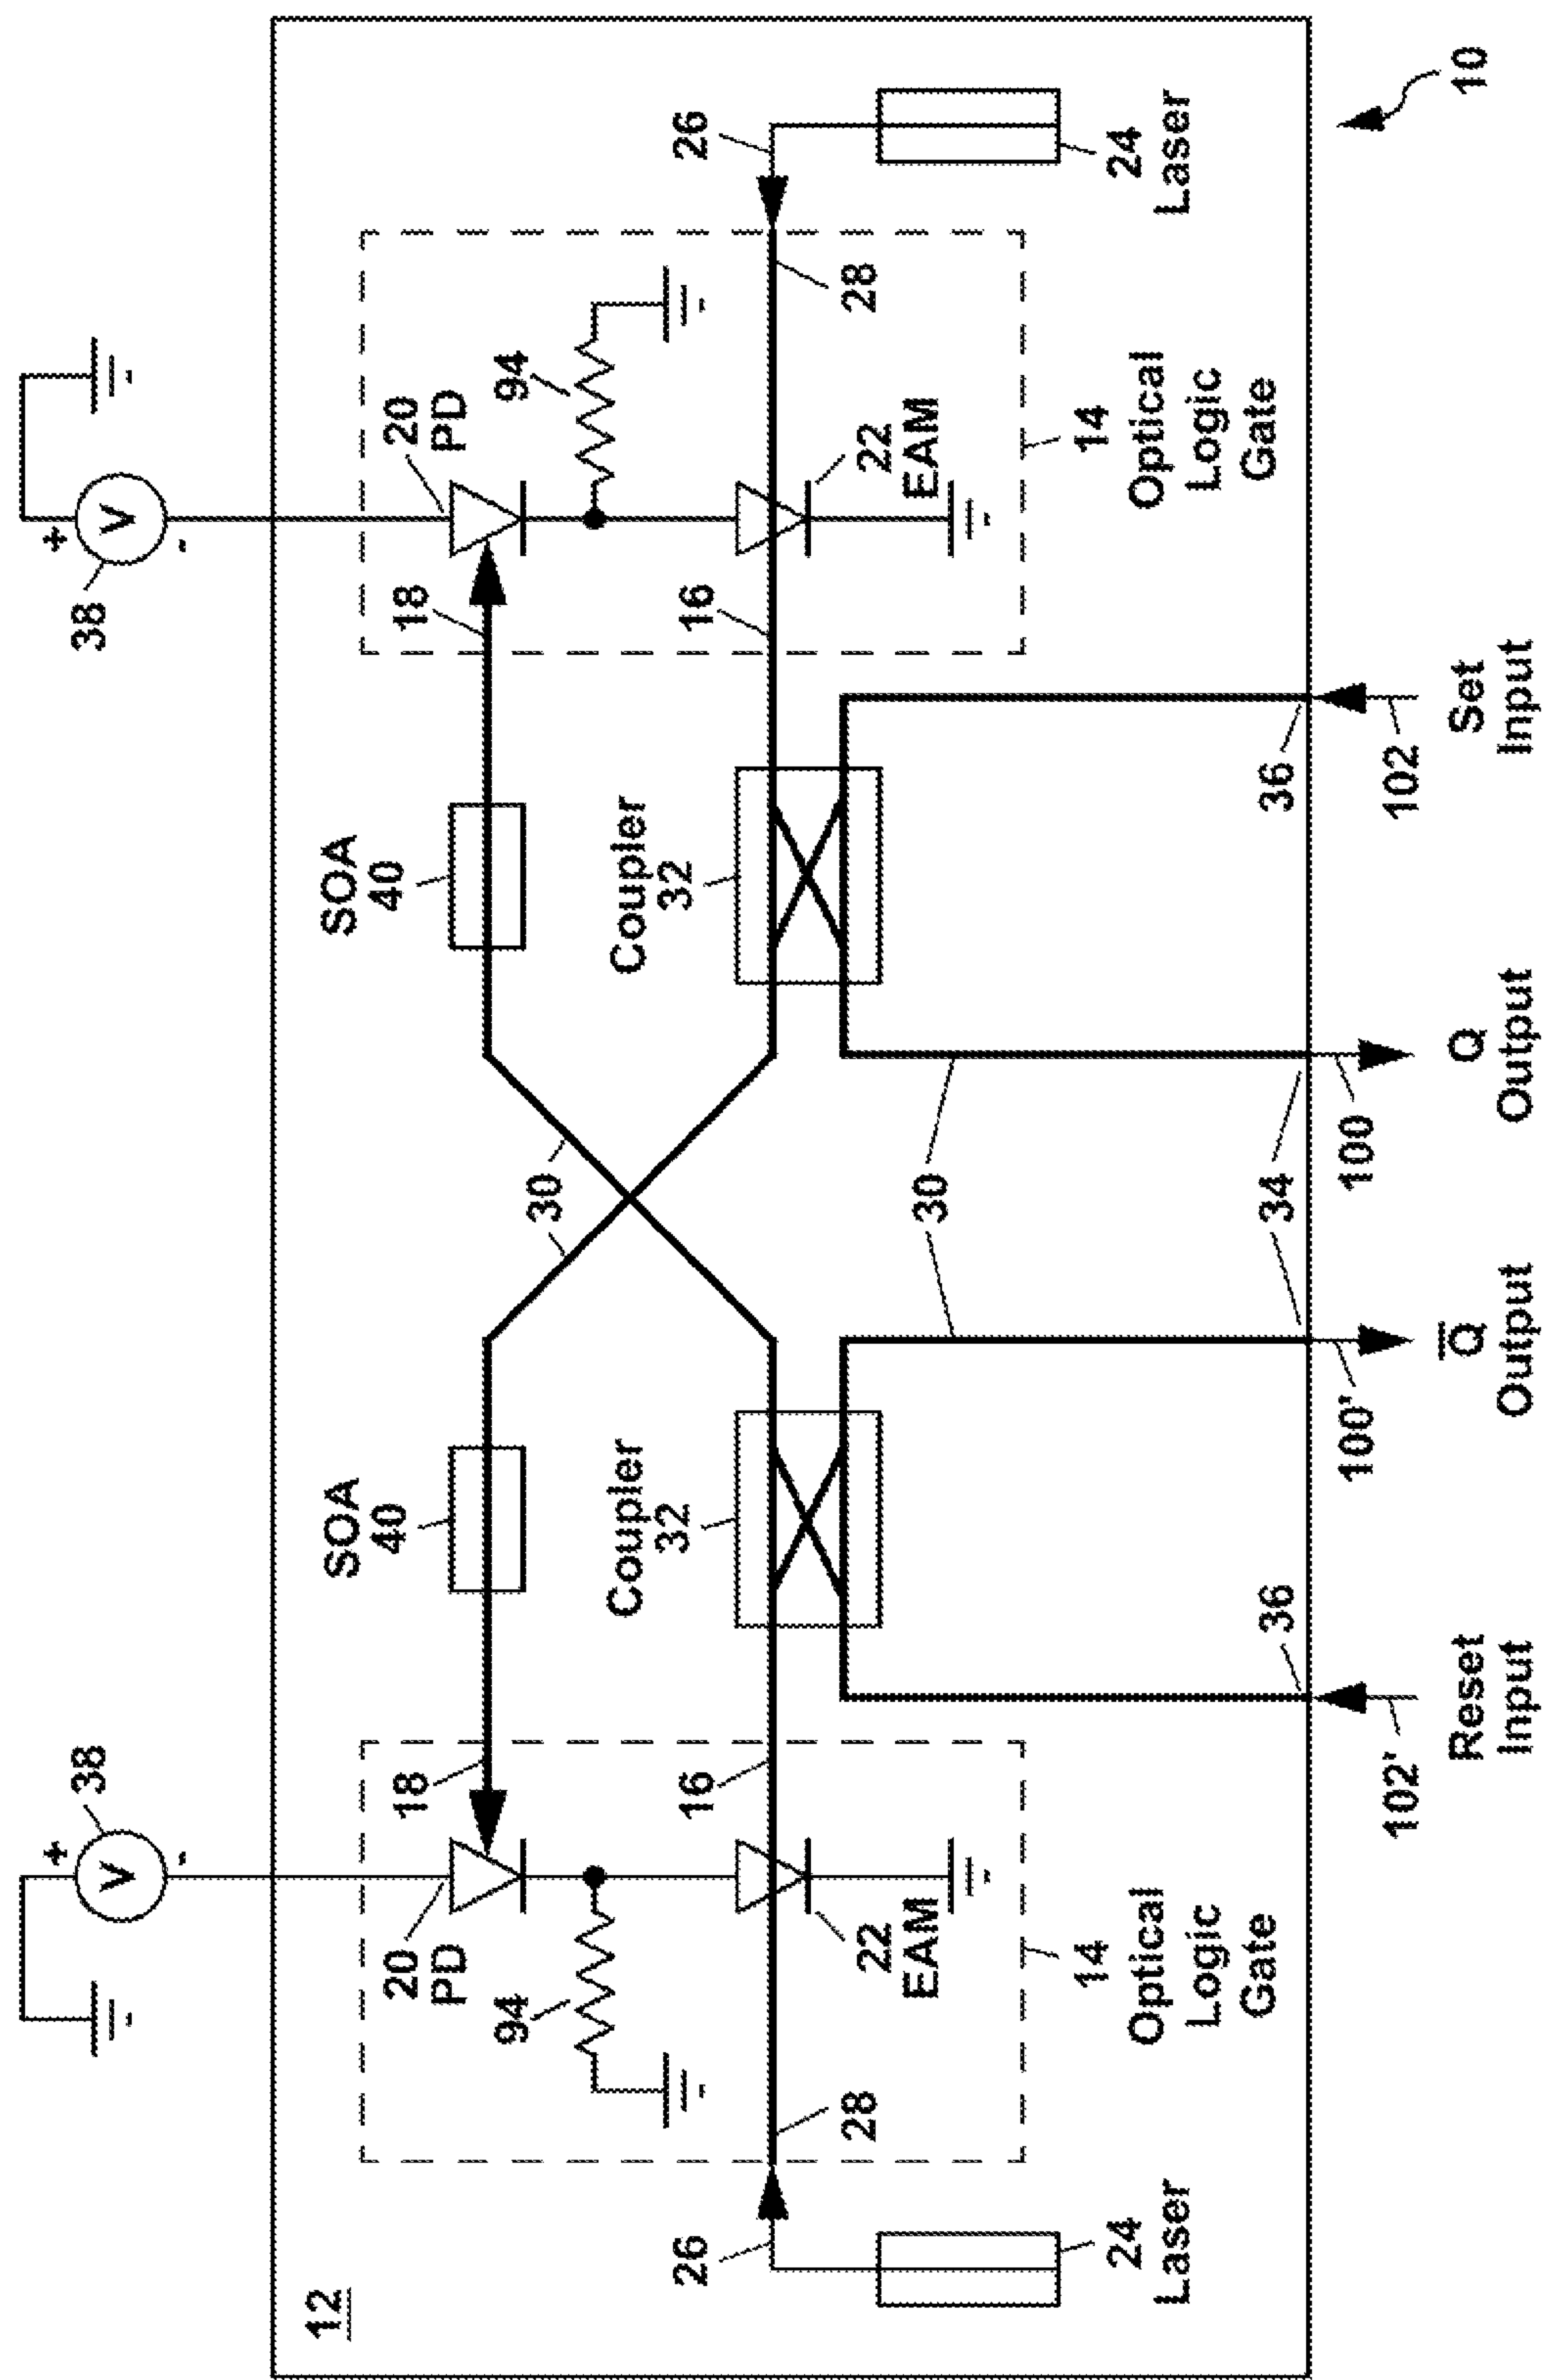 12
38
+
V
-
38
+
V
-
20
PD
18
SOA
40
SOA
40
18
20
PD
94
30
94
26
28
16
Coupler
32
Coupler
32
16
28
26
22
EAM
30
22
EAM
24
Laser
14
Optical
Logic
Gate
14
Optical
Logic
Gate
24
Laser
36
34
36
102'
100'
100
102
10
Reset
Input
Q
Output
Q
Output
Set
Input